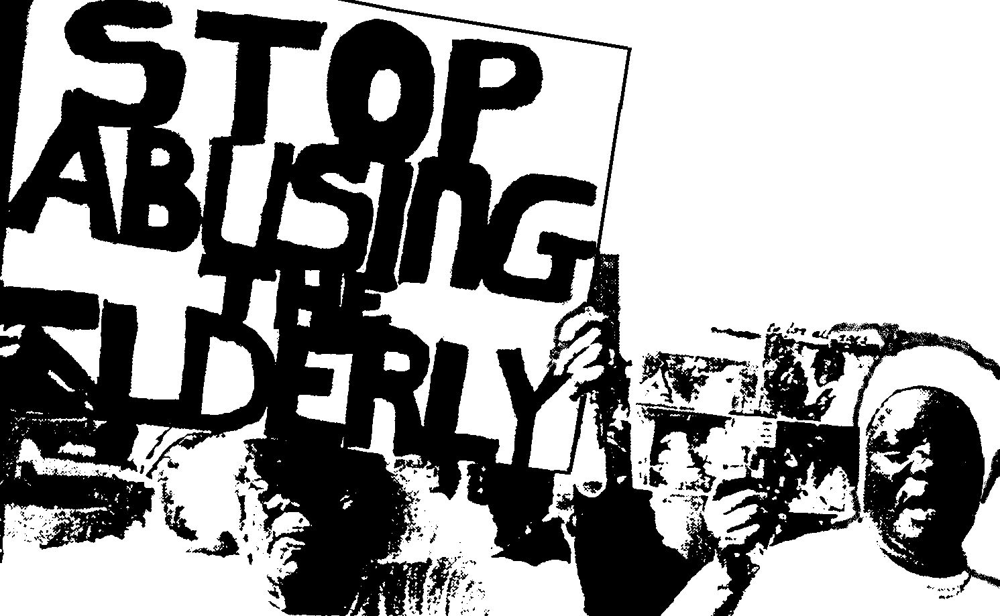 STOP
ABUSInG
THE
ELDERLY